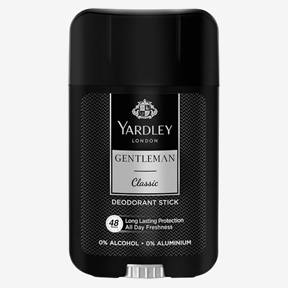 YARDLEY
LONDON
GENTLEMAN
Classic
DEODORANT STICK
48 Long Lasting Protection
All Day Freshness
0% ALCOHOL • 0% ALUMINIUM